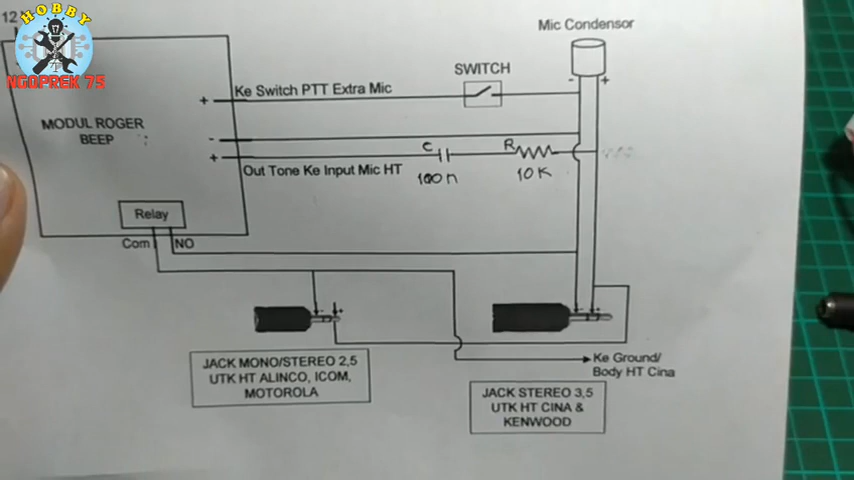 12
HOBBY
NGOPREK 75
Mic Condensor
-
+
SWITCH
+
Ke Switch PTT Extra Mic
MODUL ROGER
BEEP
-
+
C
100n
R
10K
Out Tone Ke Input Mic HT
Relay
Com
NO
-
+
-
+
JACK MONO/STEREO 2,5
UTK HT ALINCO, ICOM,
MOTOROLA
Ke Ground/
Body HT Cina
JACK STEREO 3,5
UTK HT CINA &
KENWOOD